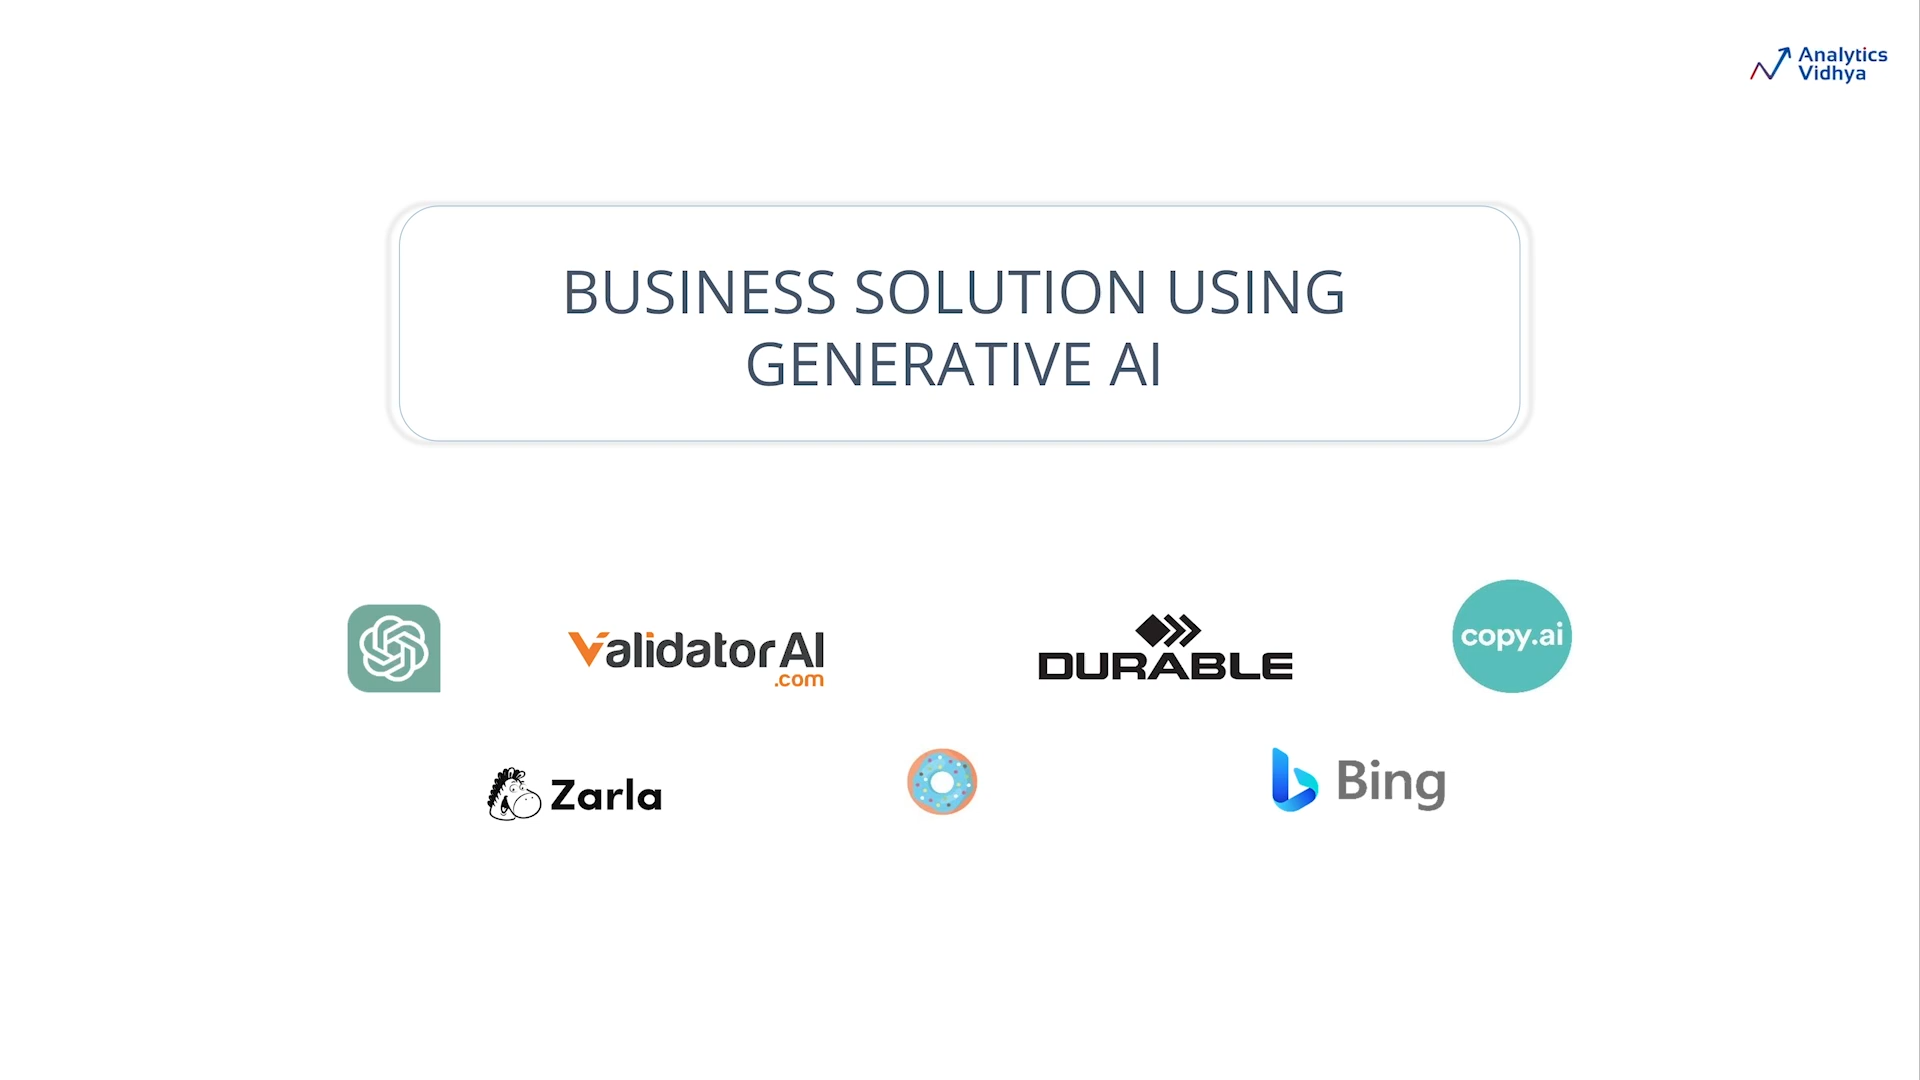 Analytics
Vidhya
BUSINESS SOLUTION USING
GENERATIVE AI
ValidatorAI
.com
DURABLE
copy.ai
Zarla
Bing